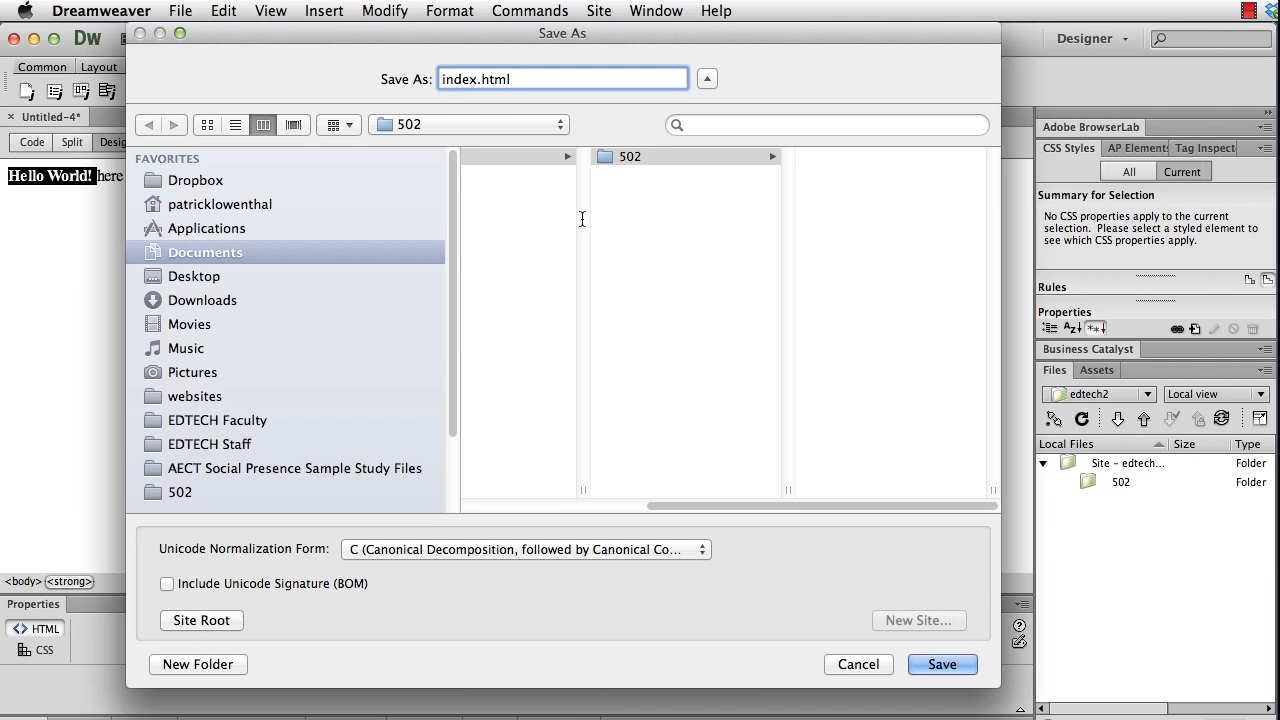 Dreamweaver File Edit View Insert Modify Format Commands Site Window Help
Save As
Dw
Designer
Common Layout
Save As: index.html
Untitled-4*
502
Code Split Desig
Hello World! here
FAVORITES
Dropbox
patricklowenthal
Applications
Documents
Desktop
Downloads
Movies
Music
Pictures
websites
EDTECH Faculty
EDTECH Staff
AECT Social Presence Sample Study Files
502
502
Unicode Normalization Form: C (Canonical Decomposition, followed by Canonical Co...
Include Unicode Signature (BOM)
Site Root New Site...
New Folder Cancel Save
<body> <strong>
Properties
<> HTML
CSS
Adobe BrowserLab
CSS Styles AP Element: Tag Inspect
All Current
Summary for Selection
No CSS properties apply to the current
selection. Please select a styled element to
see which CSS properties apply.
Rules
Properties
Business Catalyst
Files Assets
edtech2 Local view
Local Files Size Type
Site - edtech... Folder
502 Folder